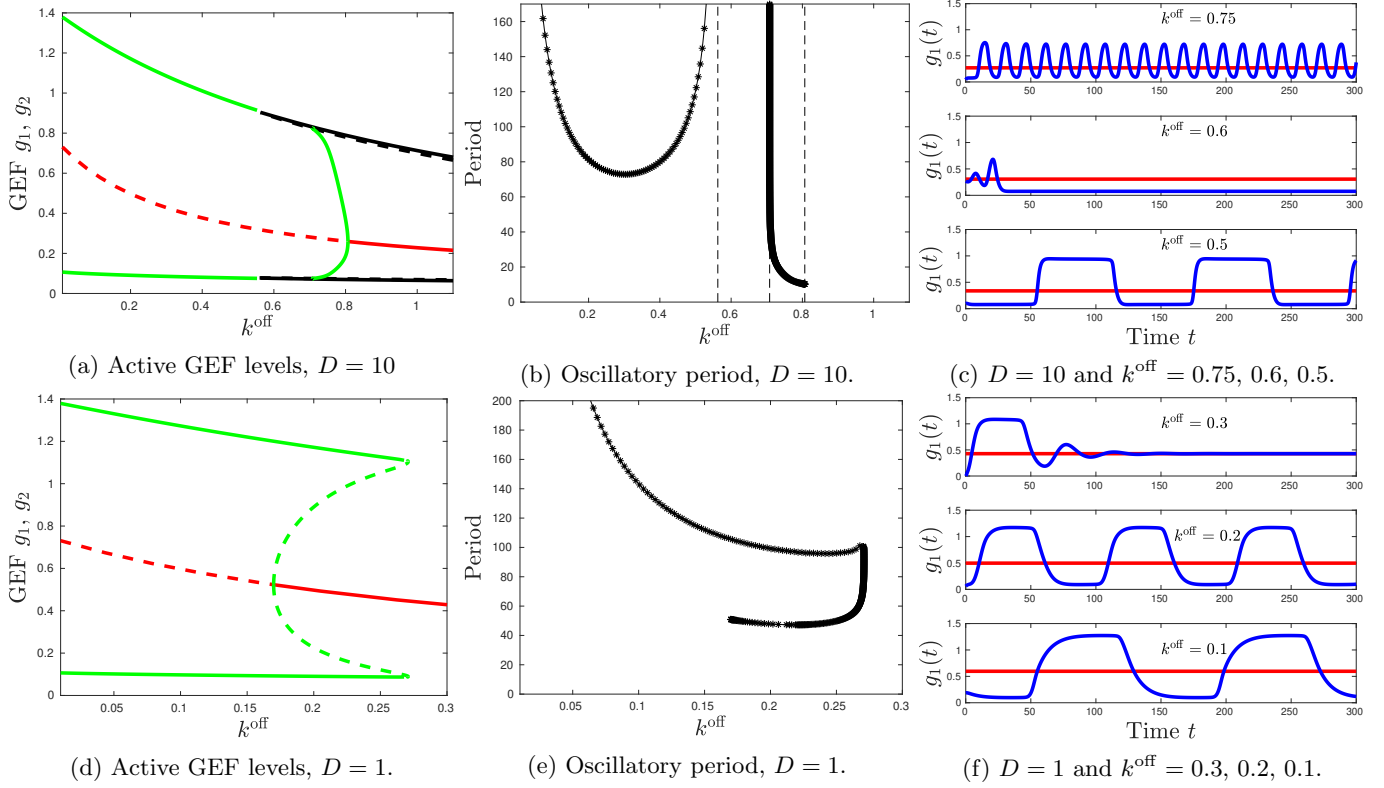 1.4
1.2
1
0.8
0.6
0.4
0.2
0
GEF g₁, g₂
0.2 0.4 0.6 0.8 1
k^off
(a) Active GEF levels, D = 10
160
140
120
100
80
60
40
20
0
Period
0.2 0.4 0.6 0.8 1
k^off
(b) Oscillatory period, D = 10.
1.5
1
0.5
0
g₁(t)
k^off = 0.75
0 50 100 150 200 250 300
1.5
1
0.5
0
g₁(t)
k^off = 0.6
0 50 100 150 200 250 300
1.5
1
0.5
0
g₁(t)
k^off = 0.5
0 50 100 150 200 250 300
Time t
(c) D = 10 and k^off = 0.75, 0.6, 0.5.
1.4
1.2
1
0.8
0.6
0.4
0.2
0
GEF g₁, g₂
0.05 0.1 0.15 0.2 0.25 0.3
k^off
(d) Active GEF levels, D = 1.
200
180
160
140
120
100
80
60
40
20
0
Period
0.05 0.1 0.15 0.2 0.25 0.3
k^off
(e) Oscillatory period, D = 1.
1.5
1
0.5
0
g₁(t)
k^off = 0.3
0 50 100 150 200 250 300
1.5
1
0.5
0
g₁(t)
k^off = 0.2
0 50 100 150 200 250 300
1.5
1
0.5
0
g₁(t)
k^off = 0.1
0 50 100 150 200 250 300
Time t
(f) D = 1 and k^off = 0.3, 0.2, 0.1.